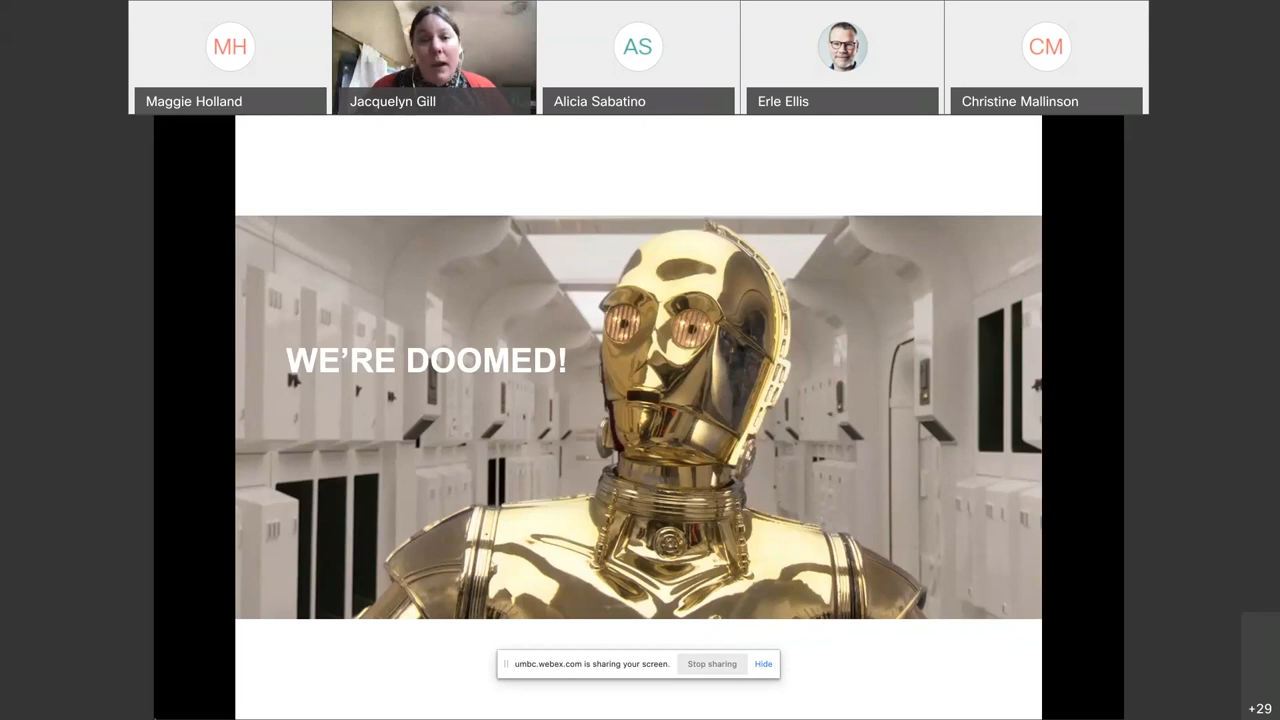 MH
AS
CM
Maggie Holland
Jacquelyn Gill
Alicia Sabatino
Erle Ellis
Christine Mallinson
WE’RE DOOMED!
umbc.webex.com is sharing your screen.
Stop sharing
Hide
+29